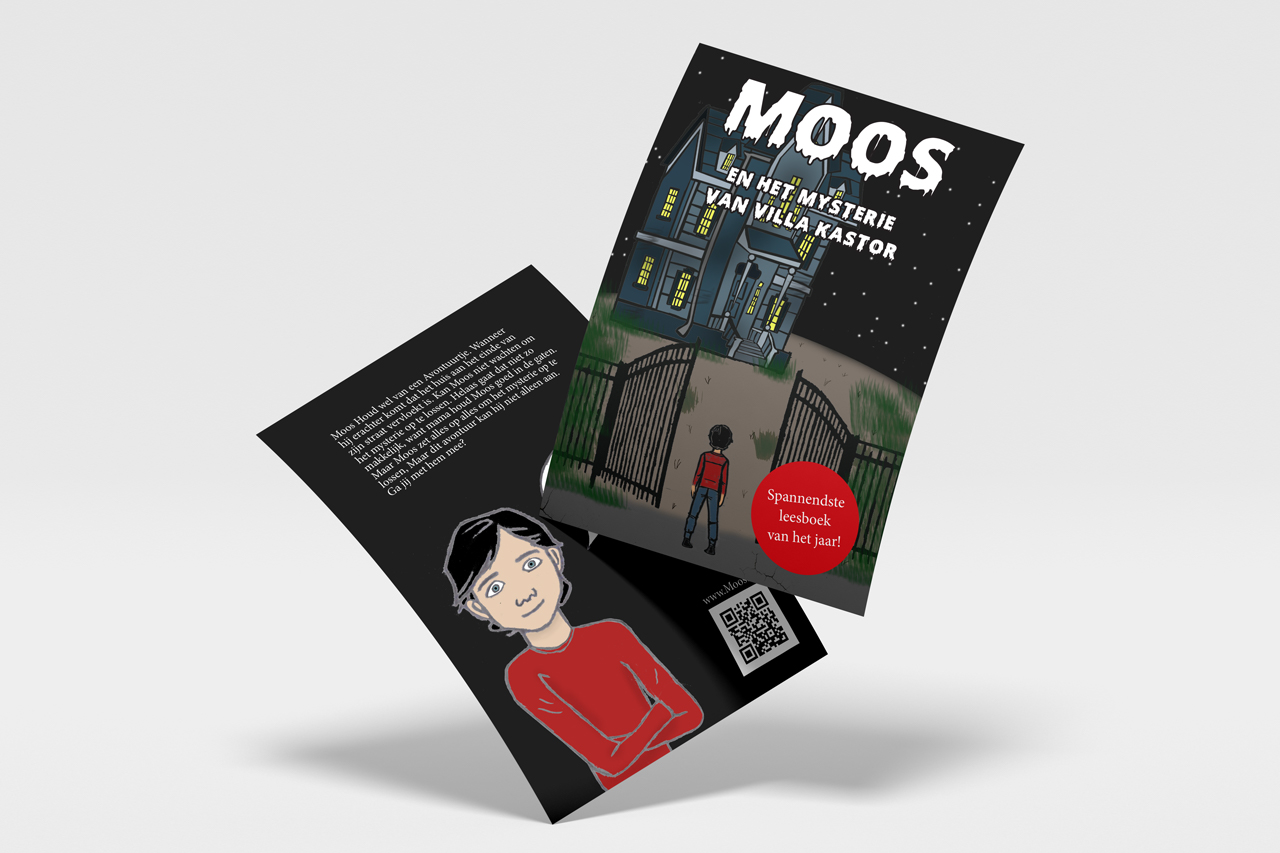 MOOS
EN HET MYSTERIE
VAN VILLA KASTOR
Spannendste
leesboek
van het jaar!
Moos Houd wel van een Avontuurtje. Wanneer
hij erachter komt dat het huis aan het einde van
zijn straat vervloekt is. Kan Moos niet wachten om
het mysterie op te lossen. Helaas gaat dat niet zo
makkelijk, want mama houd Moos goed in de gaten.
Maar Moos zet alles op alles om het mysterie op te
lossen, Maar dit avontuur kan hij niet alleen aan.
Ga jij met hem mee?
www.Moos